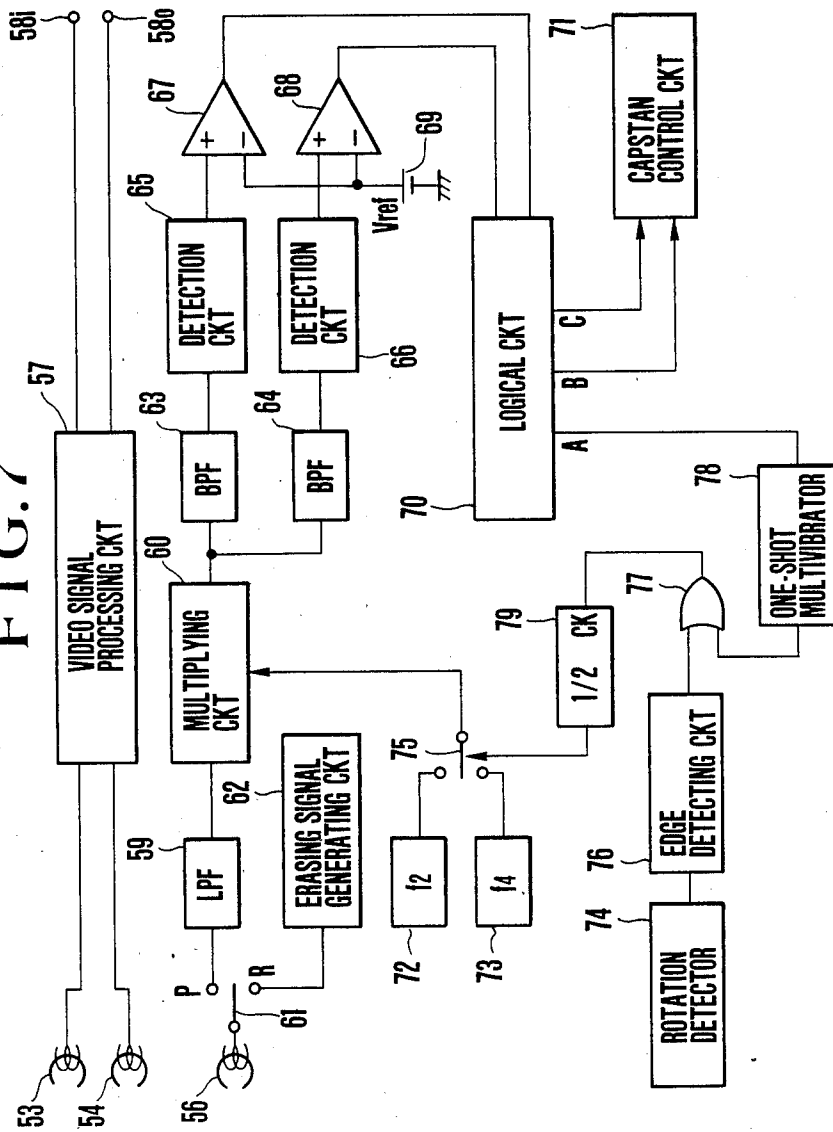 FIG.7
53
54
56
57
VIDEO SIGNAL
PROCESSING CKT
58i
58o
59
LPF
60
MULTIPLYING
CKT
P
R
61
62
ERASING SIGNAL
GENERATING CKT
63
BPF
64
BPF
65
DETECTION
CKT
DETECTION
CKT
66
67
+
−
68
+
−
Vref
69
70
LOGICAL CKT
A
B
C
71
CAPSTAN
CONTROL CKT
72
f2
73
f4
75
74
ROTATION
DETECTOR
76
EDGE
DETECTING CKT
77
78
ONE-SHOT
MULTIVIBRATOR
79
1/2 CK